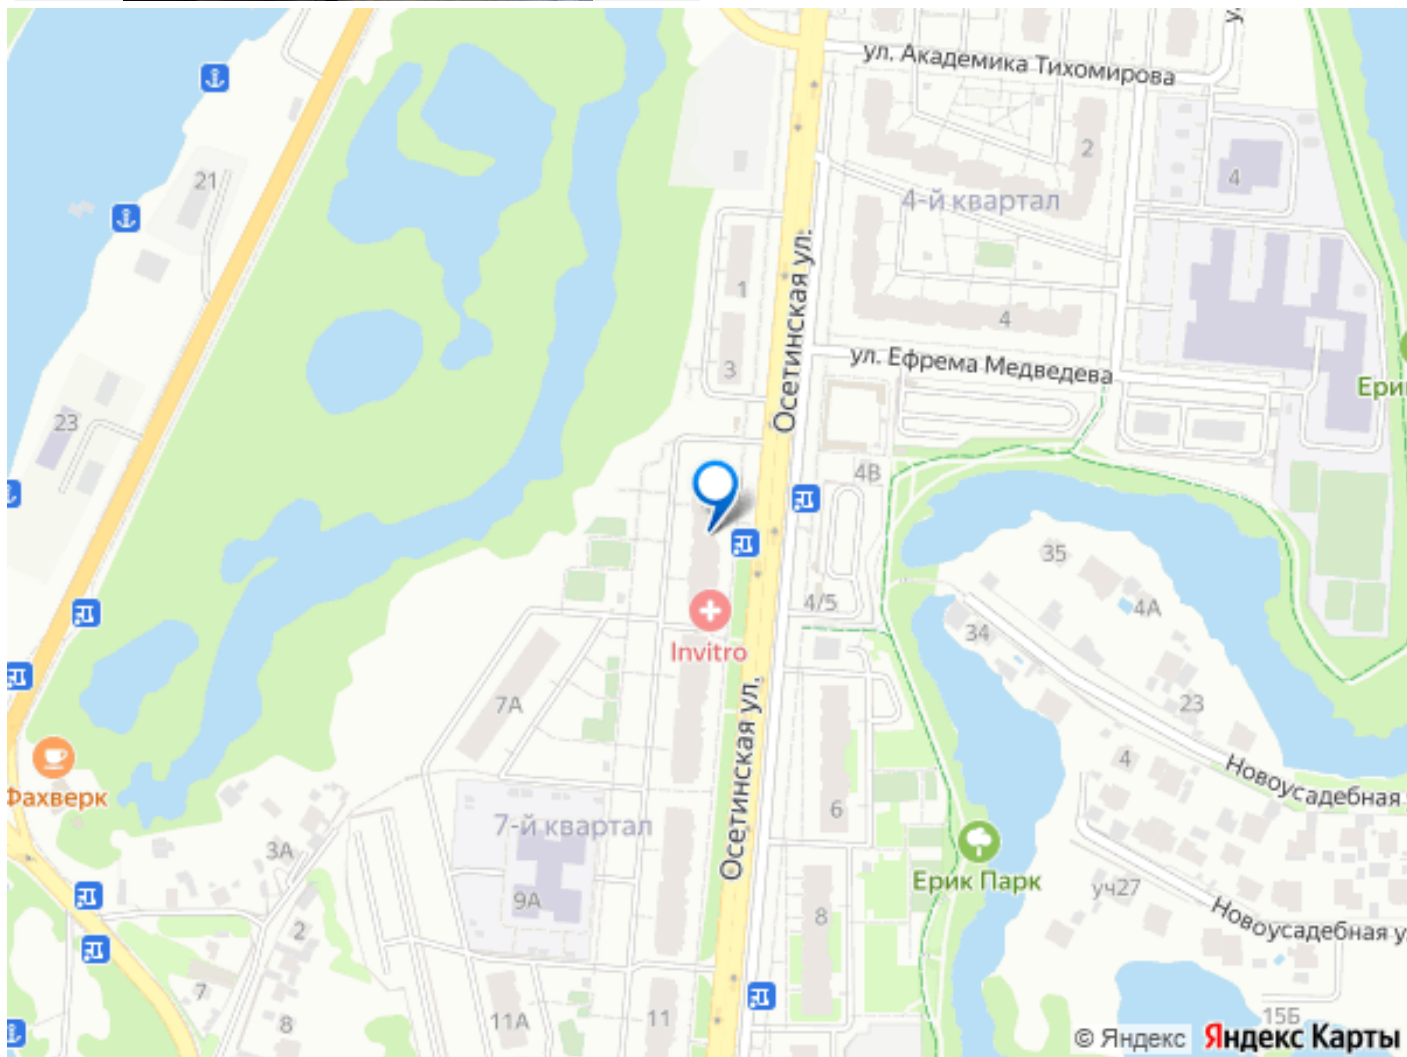 ул. Академика Тихомирова
21
2
4
4-й квартал
1
Осетинская ул.
4
3
ул. Ефрема Медведева
Ери
23
4В
35
4/5
4А
34
Invitro
7А
23
Осетинская ул.
4
Новоусадебная
Фахверк
6
7-й квартал
3А
Ерик Парк
уч27
9А
8
Новоусадебная у
2
7
11А
11
8
15Б
© Яндекс Яндекс Карты